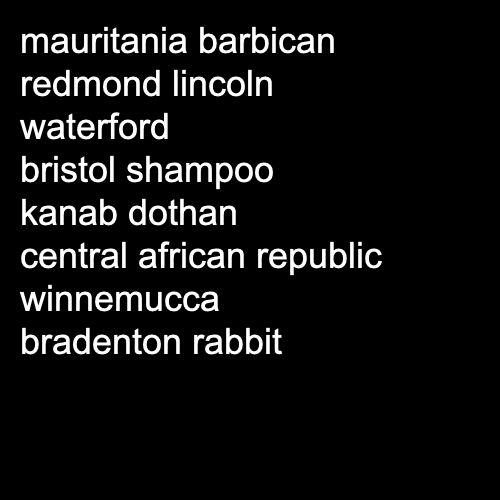 mauritania barbican
redmond lincoln
waterford
bristol shampoo
kanab dothan
central african republic
winnemucca
bradenton rabbit